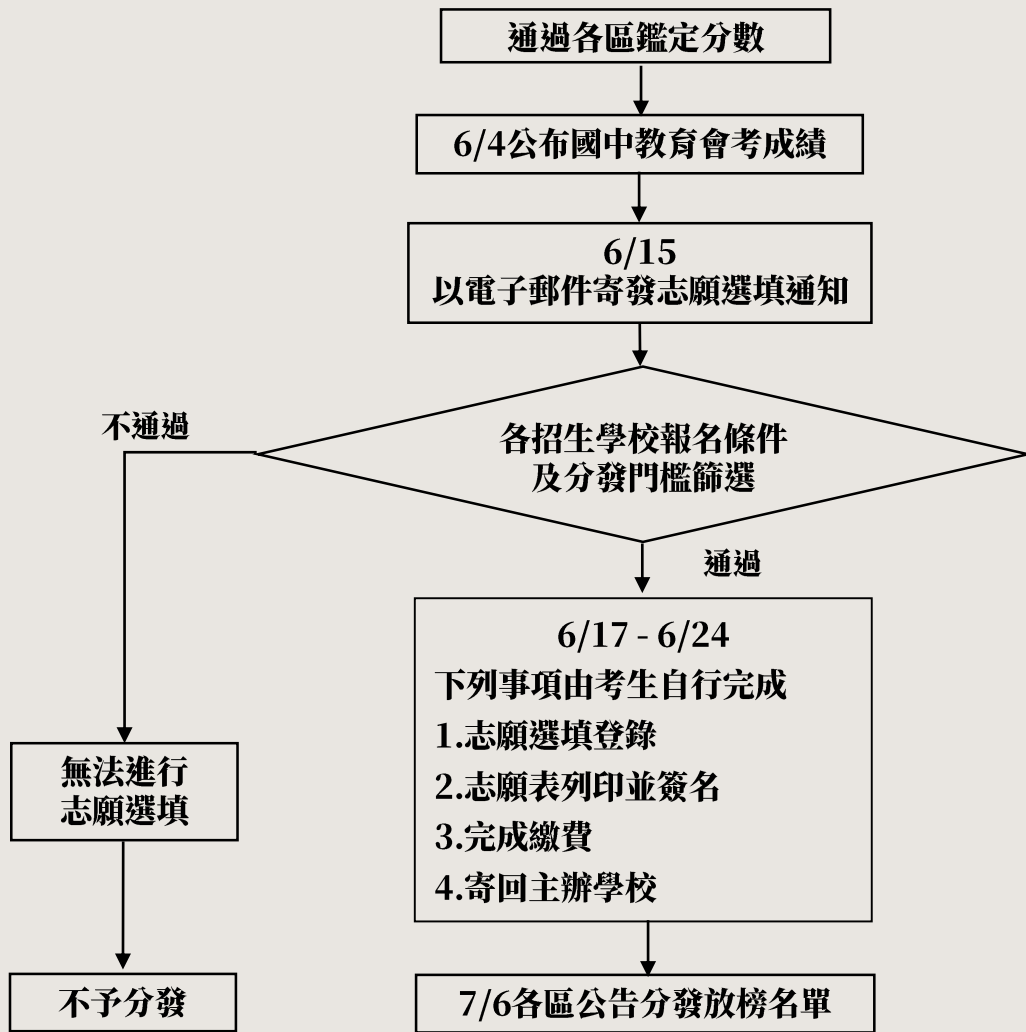 通過各區鑑定分數
6/4公布國中教育會考成績
6/15
以電子郵件寄發志願選填通知
各招生學校報名條件
及分發門檻篩選
不通過
通過
6/17 - 6/24
下列事項由考生自行完成
1.志願選填登錄
2.志願表列印並簽名
3.完成繳費
4.寄回主辦學校
無法進行
志願選填
不予分發
7/6各區公告分發放榜名單